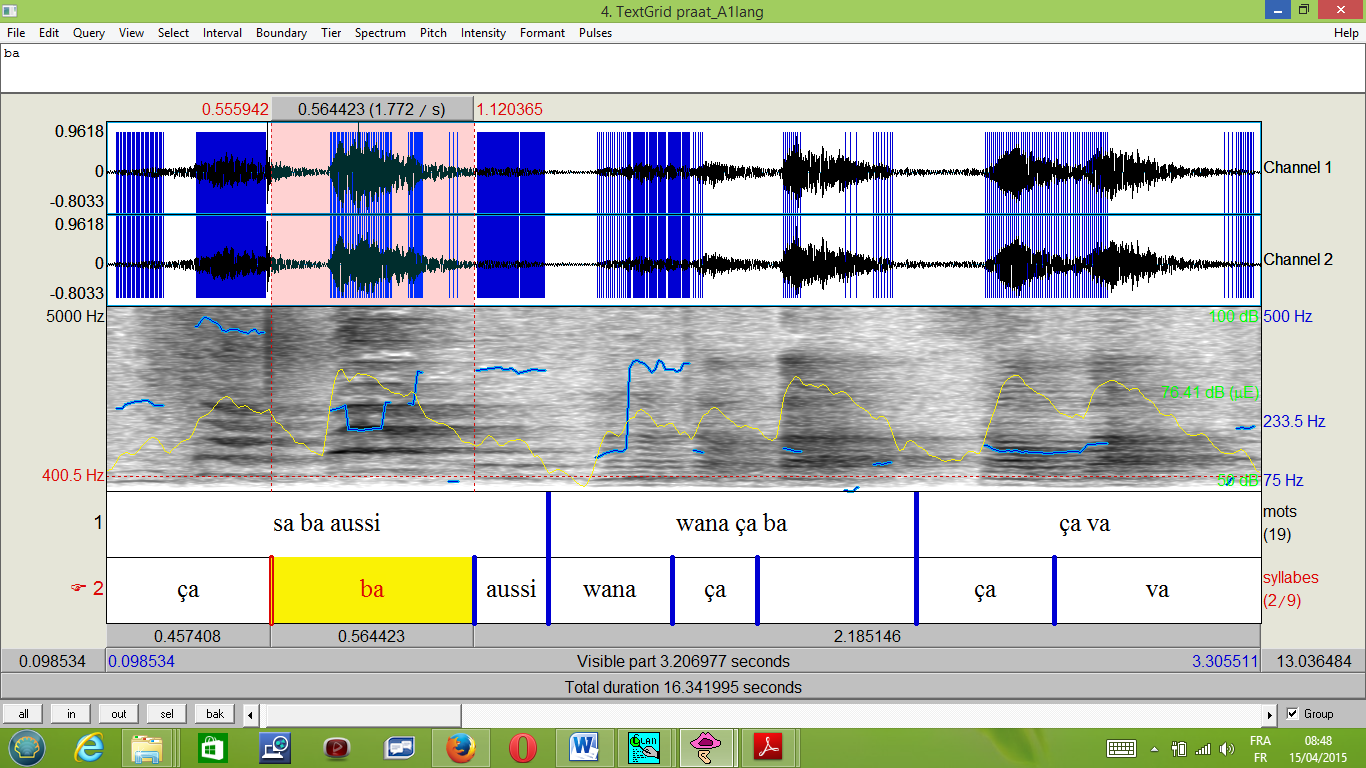 4. TextGrid praat_A1lang
File Edit Query View Select Interval Boundary Tier Spectrum Pitch Intensity Formant Pulses Help
ba
0.555942 0.564423 (1.772 / s) 1.120365
0.9618
0
-0.8033
Channel 1
0.9618
0
-0.8033
Channel 2
5000 Hz 100 dB 500 Hz
75.41 dB (µE) 233.5 Hz
400.5 Hz 50 dB 75 Hz
1 sa ba aussi wana ça ba ça va mots
(19)
2 ça ba aussi wana ça ça va syllabes
(2/9)
0.457408 0.564423 2.185146
0.098534 0.098534 Visible part 3.206977 seconds 3.305511 13.036484
Total duration 16.341995 seconds
all in out sel bak Group
CLAN
FRA 08:48
FR 15/04/2015